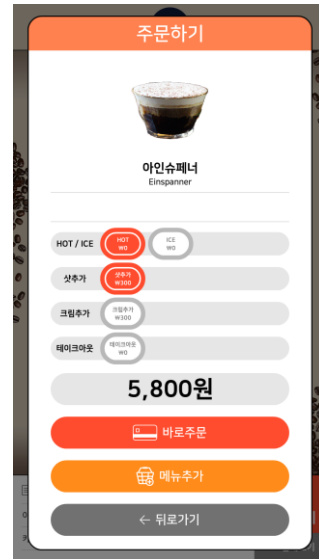 주문하기
아인슈페너
Einspanner
HOT / ICE HOT ₩0 ICE ₩0
샷추가 샷추가 ₩300
크림추가 크림추가 ₩300
테이크아웃 테이크아웃 ₩0
5,800원
바로주문
메뉴추가
← 뒤로가기